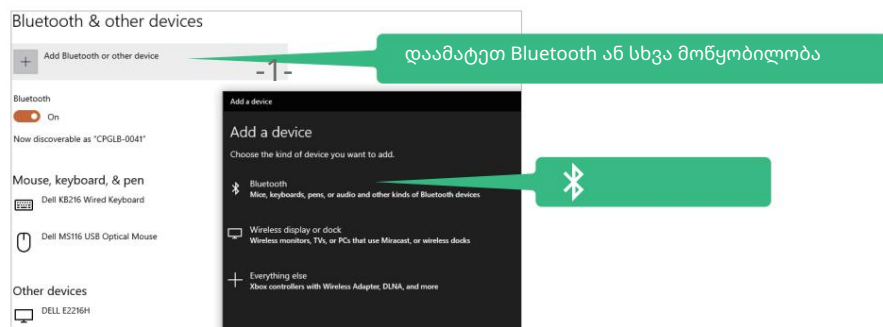 Bluetooth & other devices
Add Bluetooth or other device
-1-
დაამატეთ Bluetooth ან სხვა მოწყობილობა
Bluetooth
On
Now discoverable as "CPGLB-0041"
Mouse, keyboard, & pen
Dell KB216 Wired Keyboard
Dell MS116 USB Optical Mouse
Other devices
DELL E2216H
Add a device
Add a device
Choose the kind of device you want to add.
Bluetooth
Mice, keyboards, pens, or audio and other kinds of Bluetooth devices
Wireless display or dock
Wireless monitors, TVs, or PCs that use Miracast, or wireless docks
Everything else
Xbox controllers with Wireless Adapter, DLNA, and more